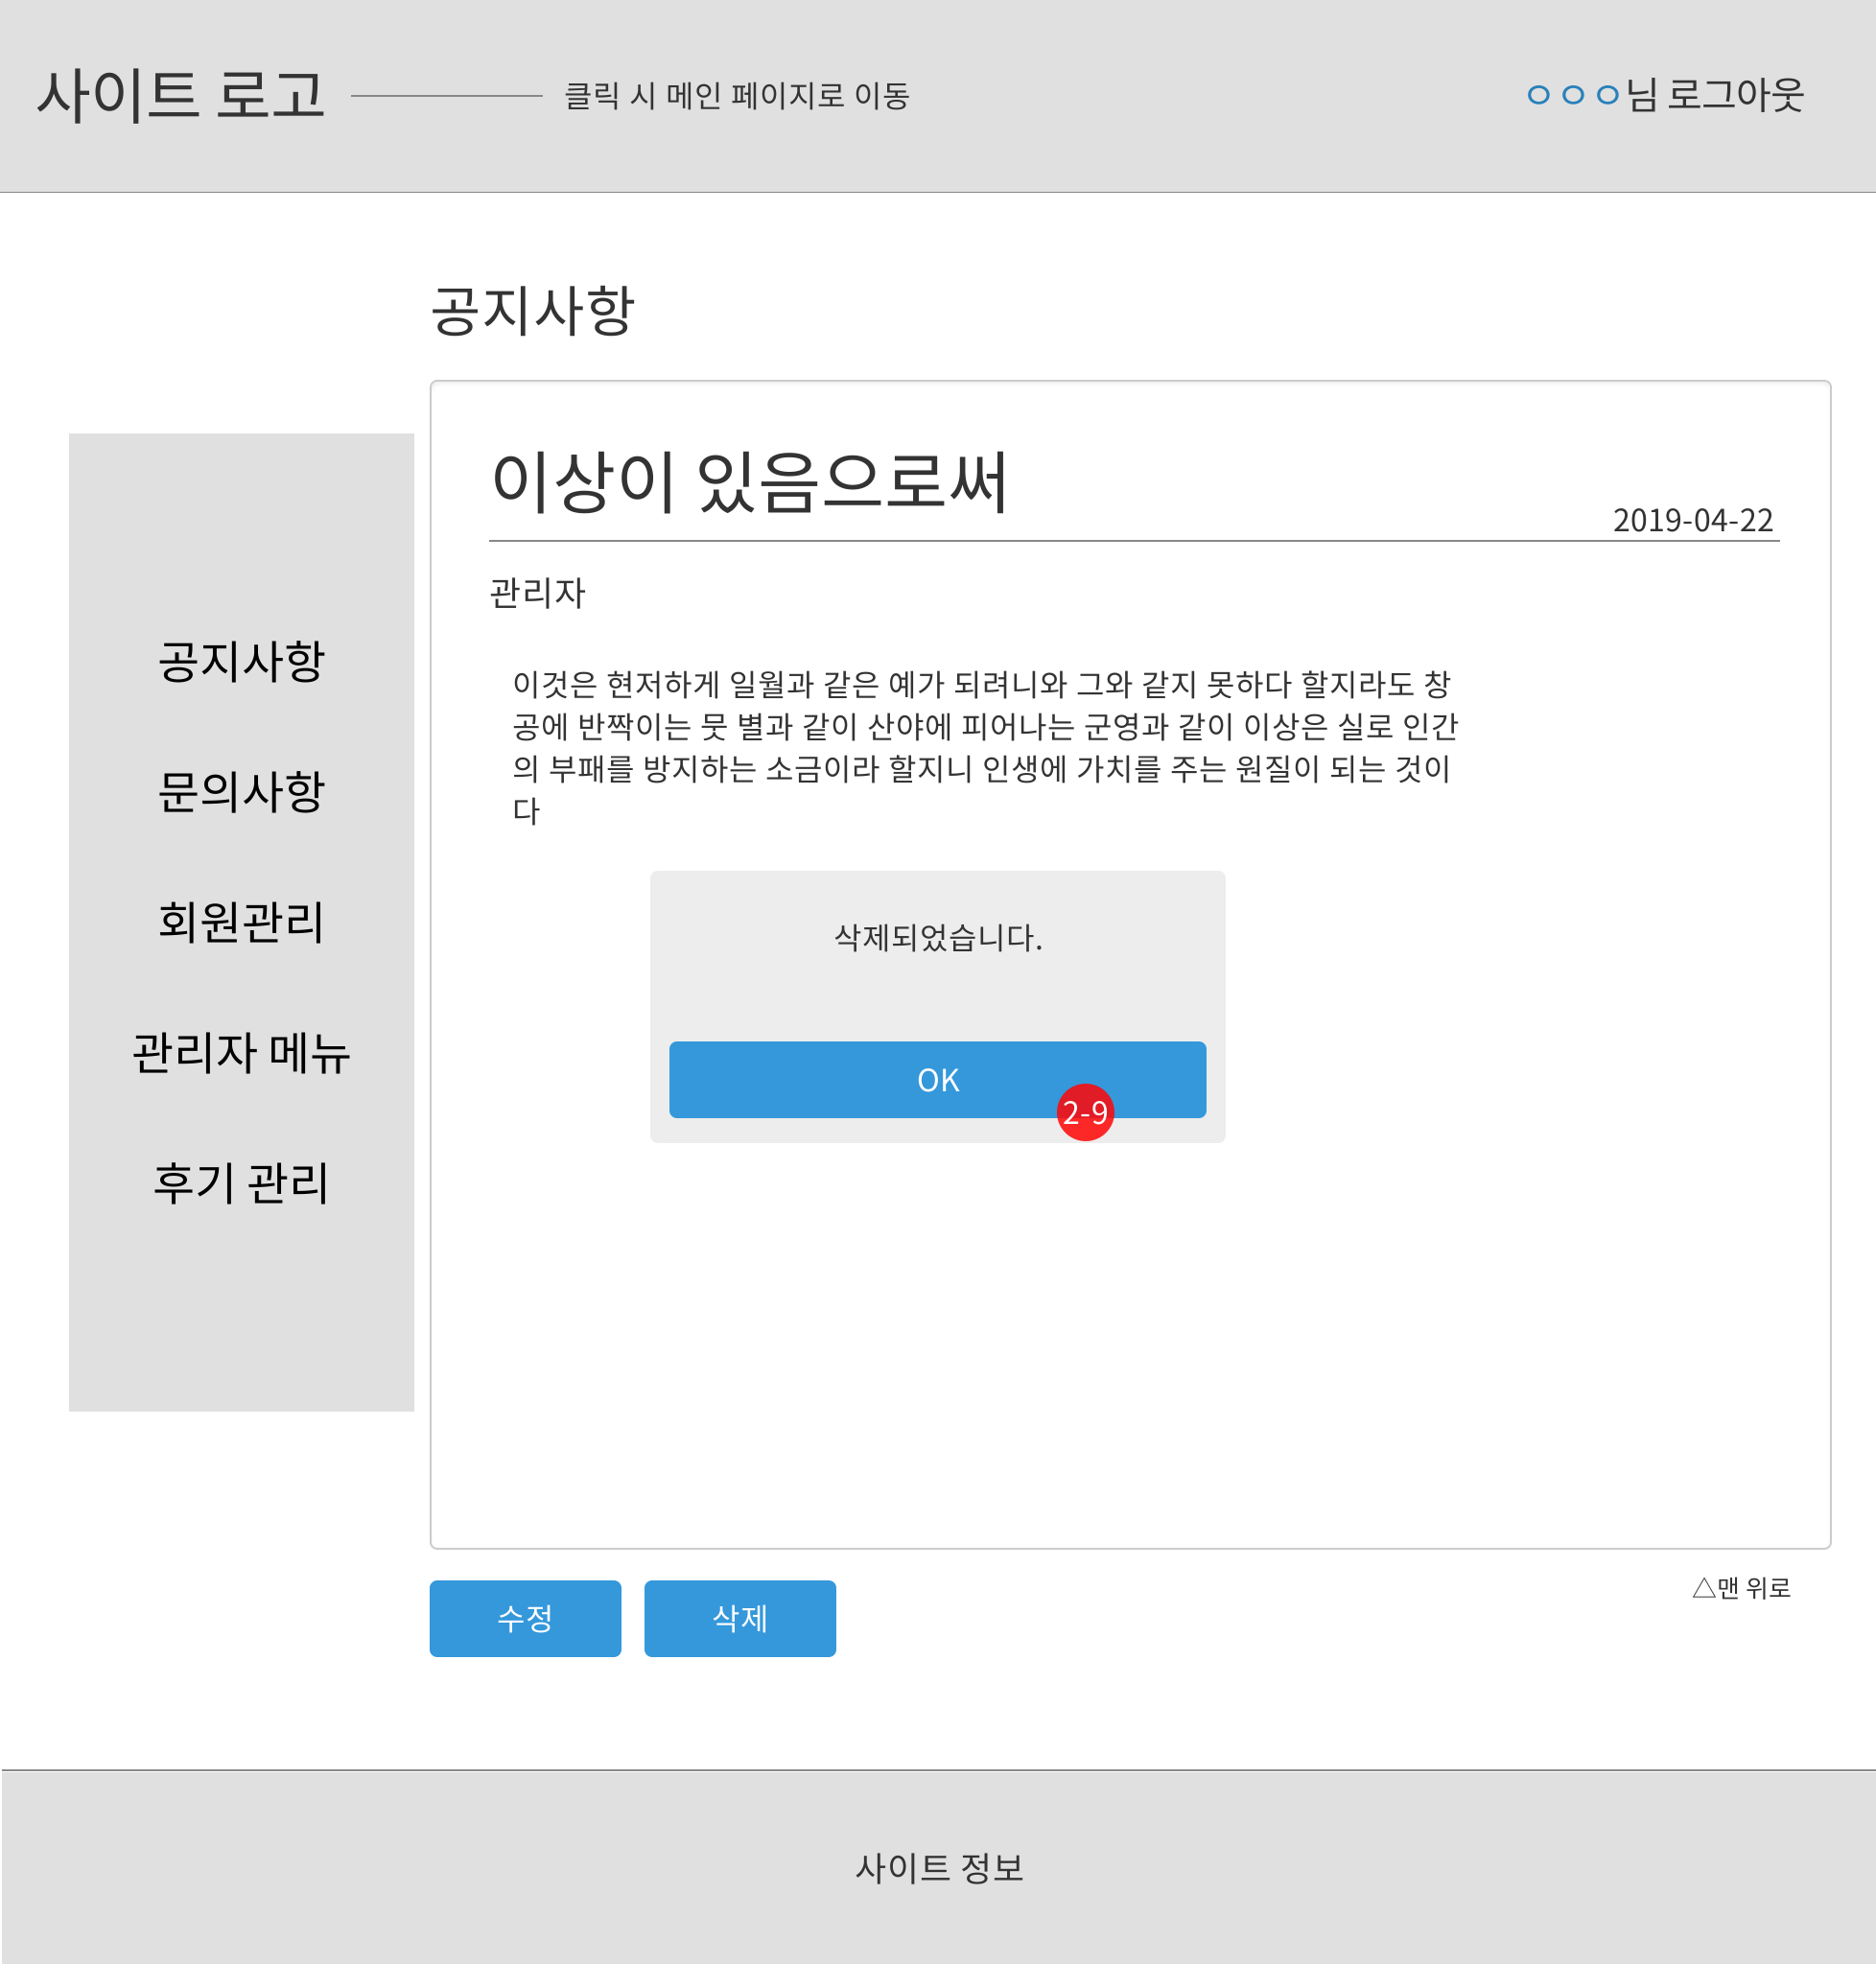 사이트 로고
클릭 시 메인 페이지로 이동
ㅇㅇㅇ님 로그아웃
공지사항
공지사항
문의사항
회원관리
관리자 메뉴
후기 관리
이상이 있음으로써
2019-04-22
관리자
이것은 현저하게 일월과 같은 예가 되려니와 그와 같지 못하다 할지라도 창
공에 반짝이는 뭇 별과 같이 산야에 피어나는 군영과 같이 이상은 실로 인간
의 부패를 방지하는 소금이라 할지니 인생에 가치를 주는 원질이 되는 것이
다
삭제되었습니다.
OK
2-9
수정
삭제
△맨 위로
사이트 정보